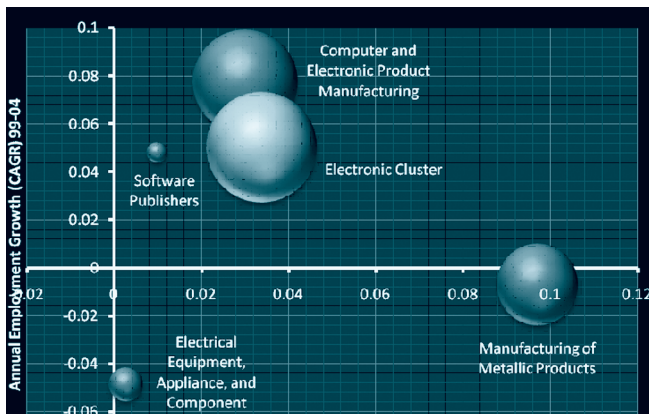 0.1
Computer and
Electronic Product
Manufacturing
0.08
0.06
0.04
Electronic Cluster
Software
Publishers
0.02
0
0
0.02
0.04
0.06
0.08
0.1
0.12
-0.02
Electrical
Equipment,
Appliance, and
Component
Manufacturing of
Metallic Products
-0.04
-0.06
Annual Employment Growth (CAGR) 99-04